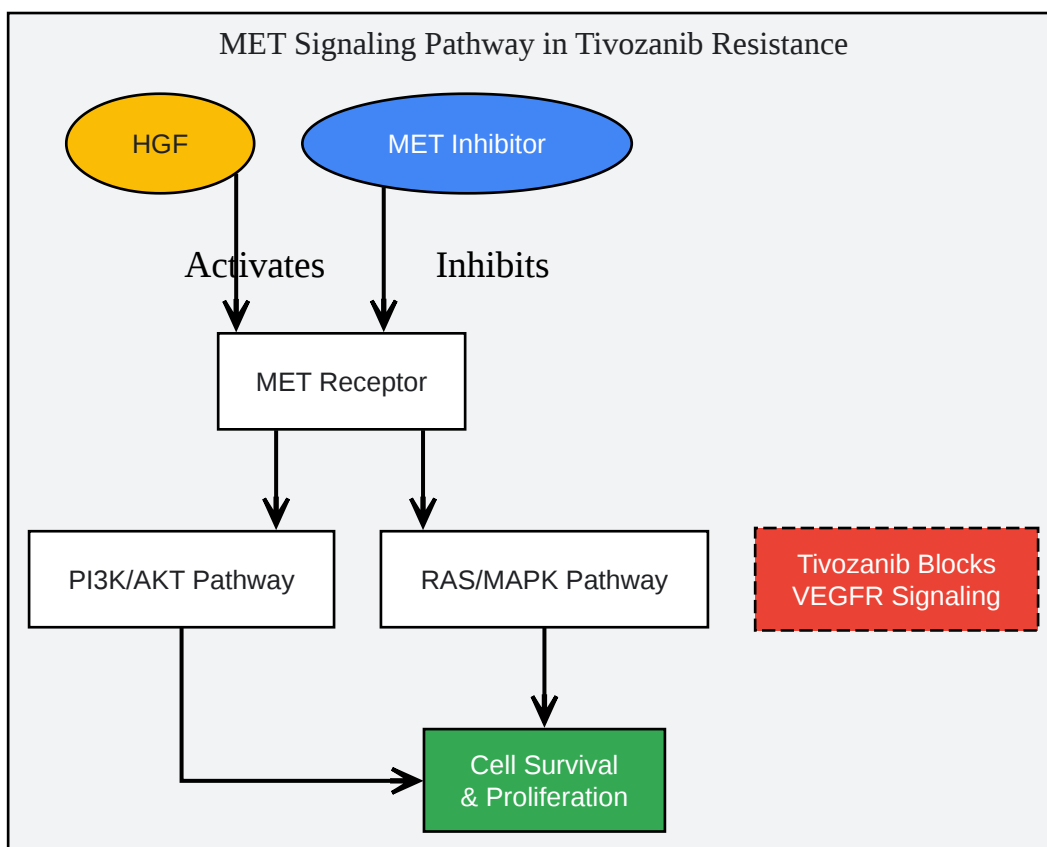 MET Signaling Pathway in Tivozanib Resistance
HGF
MET Inhibitor
Activates
Inhibits
MET Receptor
PI3K/AKT Pathway
RAS/MAPK Pathway
Tivozanib Blocks
VEGFR Signaling
Cell Survival
& Proliferation